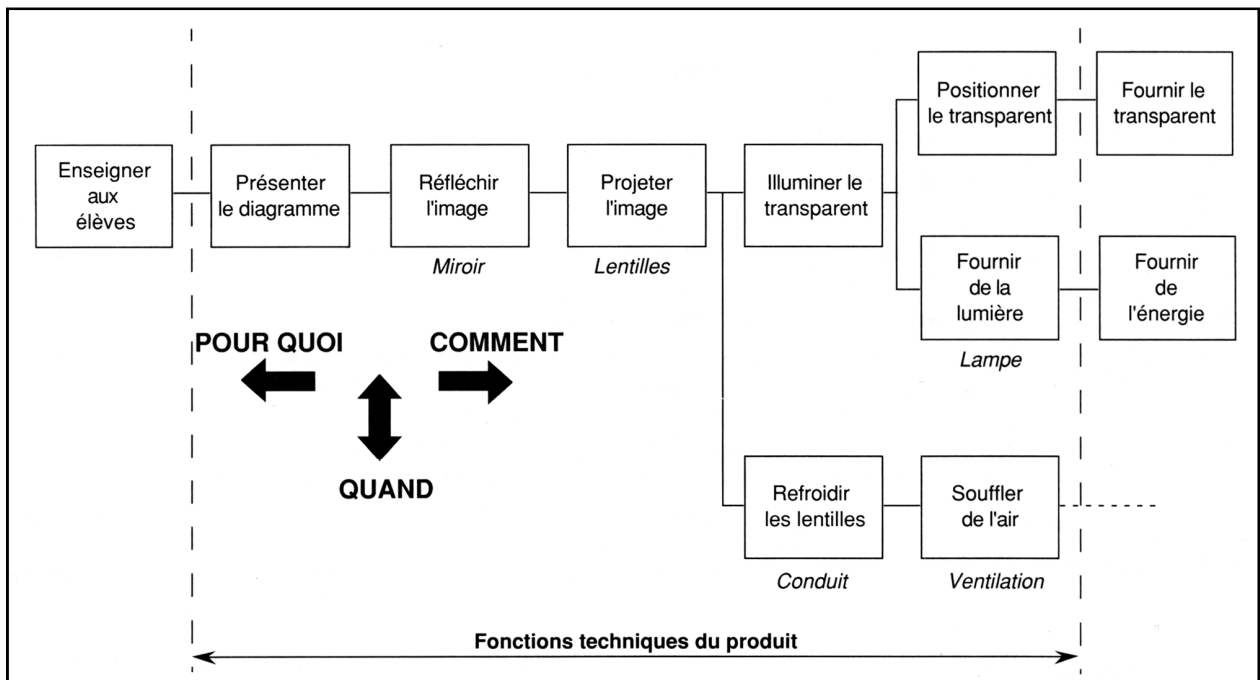 Enseigner
aux
élèves
Présenter
le diagramme
Réfléchir
l'image
Miroir
Projeter
l'image
Lentilles
Illuminer le
transparent
Positionner
le transparent
Fournir le
transparent
Fournir
de la
lumière
Lampe
Fournir
de
l'énergie
POUR QUOI
COMMENT
QUAND
Refroidir
les lentilles
Conduit
Souffler
de l'air
Ventilation
Fonctions techniques du produit